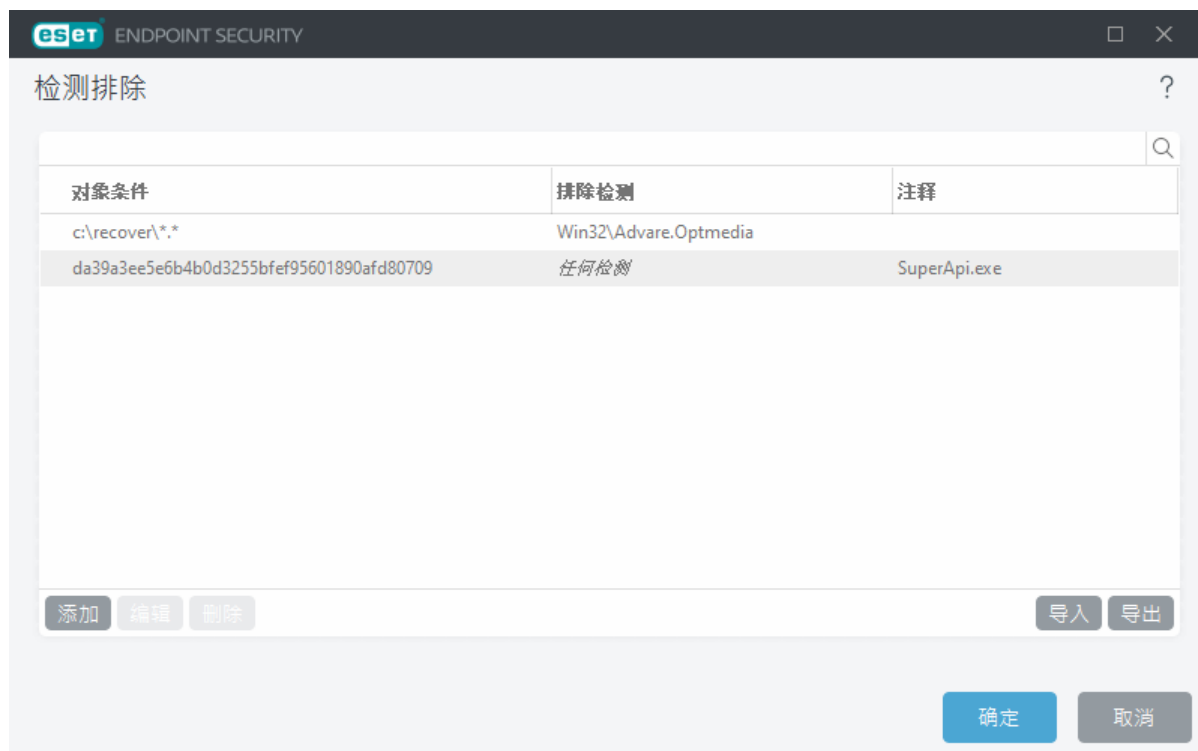 eset ENDPOINT SECURITY
检测排除 ?
对象条件 排除检测 注释
c:\recover\*.* Win32\Advare.Optmedia
da39a3ee5e6b4b0d3255bfef95601890afd80709 任何检测 SuperApi.exe
添加 编辑 删除 导入 导出
确定 取消